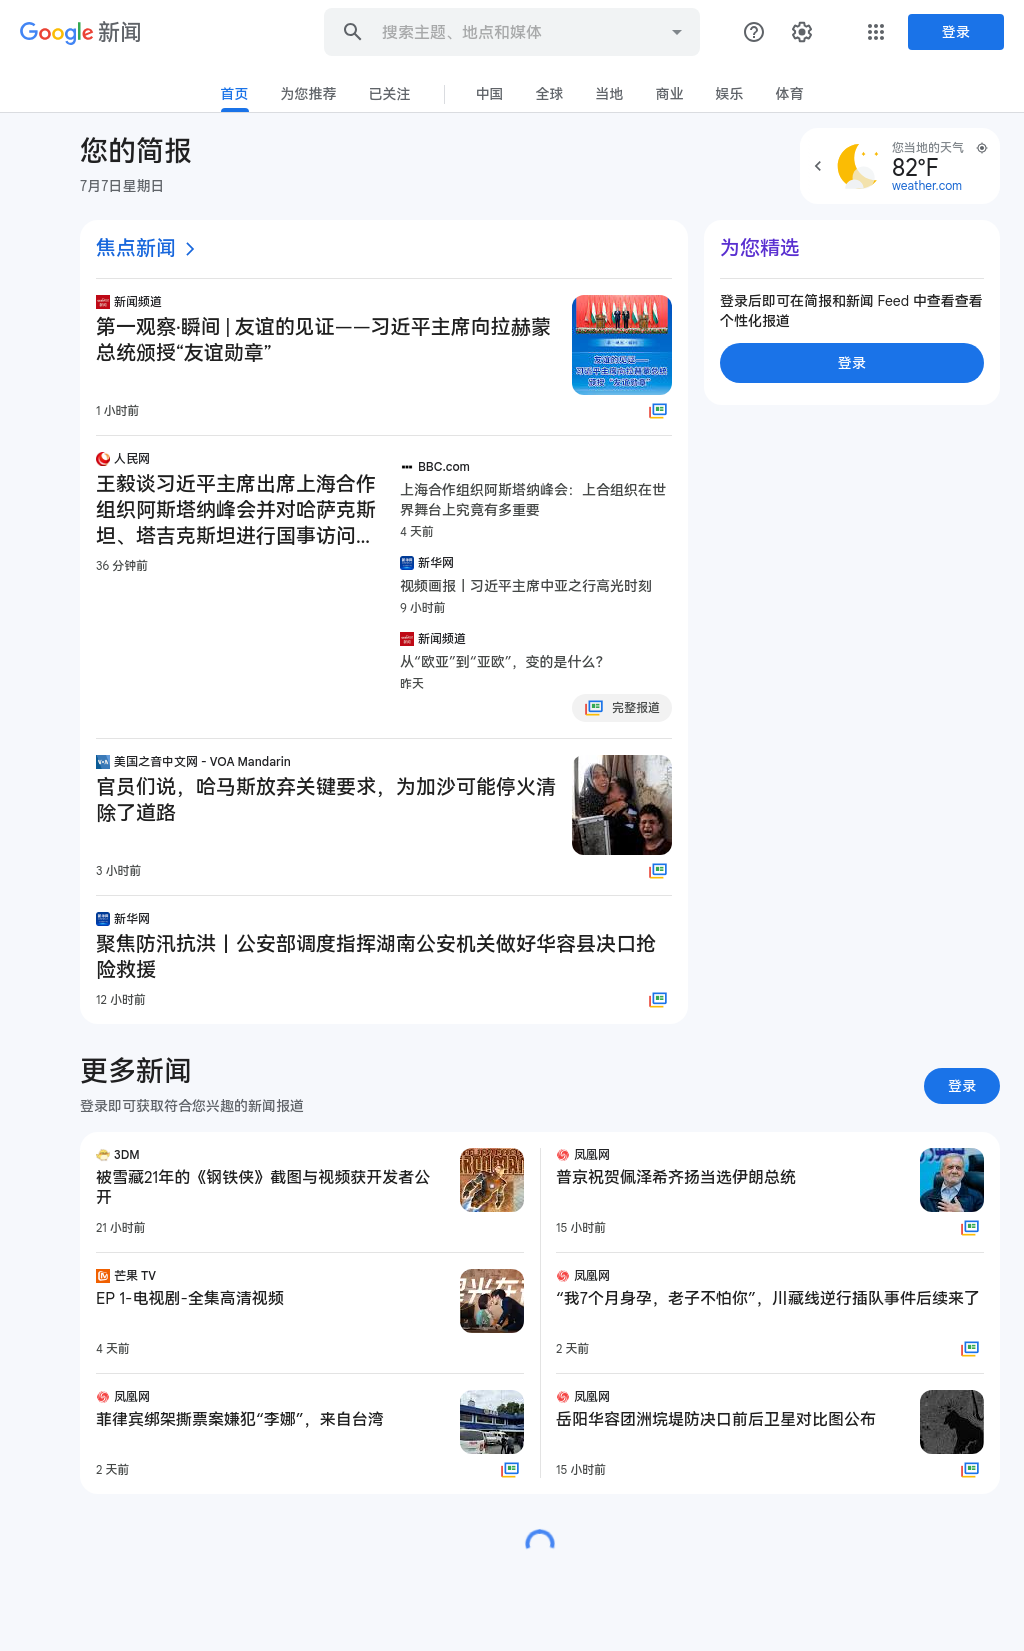 Google 新闻
搜索主题、地点和媒体
登录
首页
为您推荐
已关注
中国
全球
当地
商业
娱乐
体育
您的简报
7月7日星期日
您当地的天气
82°F
weather.com
焦点新闻
新闻频道
第一观察·瞬间 | 友谊的见证——习近平主席向拉赫蒙
总统颁授“友谊勋章”
友谊的见证——
习近平主席向拉赫蒙总统
颁授“友谊勋章”
1 小时前
人民网
王毅谈习近平主席出席上海合作
组织阿斯塔纳峰会并对哈萨克斯
坦、塔吉克斯坦进行国事访问...
36 分钟前
BBC.com
上海合作组织阿斯塔纳峰会：上合组织在世
界舞台上究竟有多重要
4 天前
新华网
视频画报丨习近平主席中亚之行高光时刻
9 小时前
新闻频道
从“欧亚”到“亚欧”，变的是什么？
昨天
完整报道
美国之音中文网 - VOA Mandarin
官员们说，哈马斯放弃关键要求，为加沙可能停火清
除了道路
3 小时前
新华网
聚焦防汛抗洪丨公安部调度指挥湖南公安机关做好华容县决口抢
险救援
12 小时前
为您精选
登录后即可在简报和新闻 Feed 中查看查看
个性化报道
登录
更多新闻
登录即可获取符合您兴趣的新闻报道
登录
3DM
被雪藏21年的《钢铁侠》截图与视频获开发者公
开
IRON MAN
21 小时前
芒果 TV
EP 1-电视剧-全集高清视频
4 天前
凤凰网
菲律宾绑架撕票案嫌犯“李娜”，来自台湾
2 天前
凤凰网
普京祝贺佩泽希齐扬当选伊朗总统
15 小时前
凤凰网
“我7个月身孕，老子不怕你”，川藏线逆行插队事件后续来了
2 天前
凤凰网
岳阳华容团洲垸堤防决口前后卫星对比图公布
15 小时前